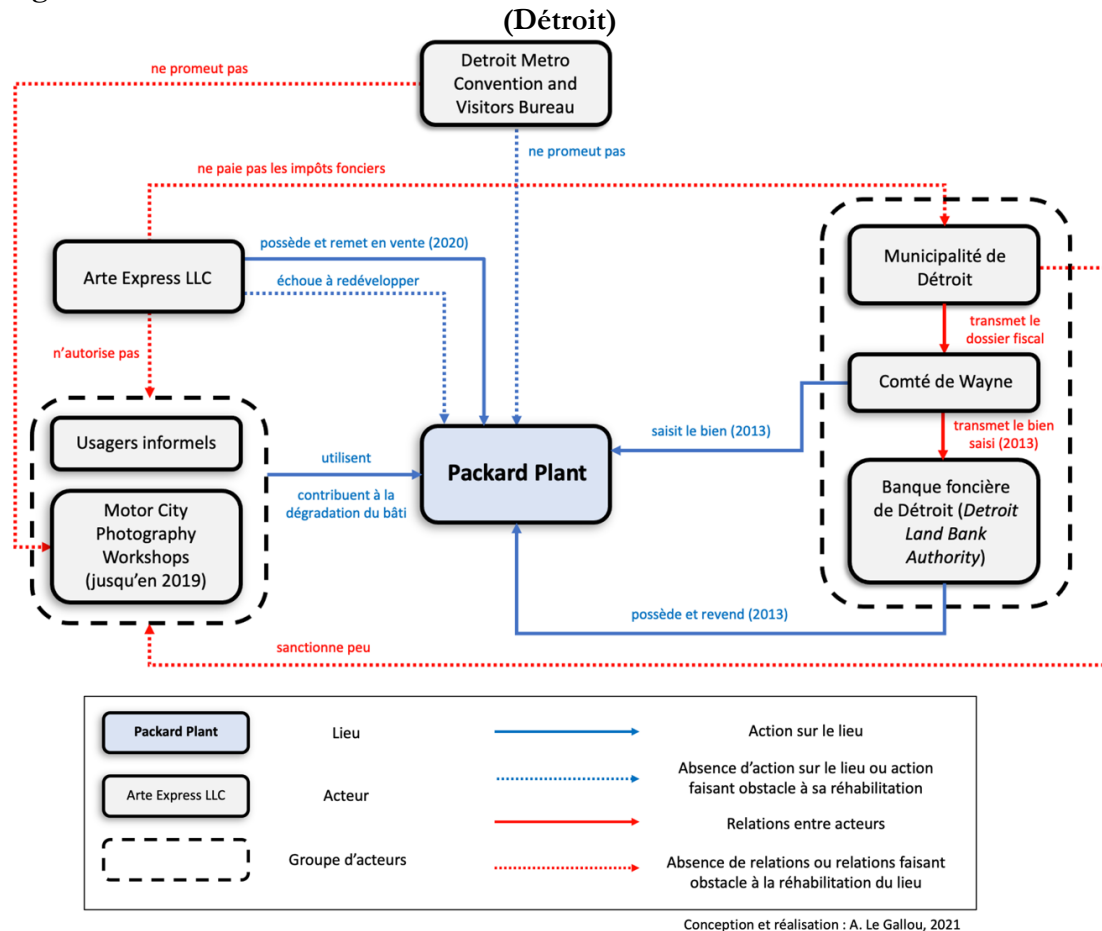 (Détroit)
ne promeut pas
Detroit Metro
Convention and
Visitors Bureau
ne promeut pas
ne paie pas les impôts fonciers
Arte Express LLC
possède et remet en vente (2020)
échoue à redévelopper
Municipalité de
Détroit
n'autorise pas
transmet le
dossier fiscal
Comté de Wayne
Usagers informels
utilisent
contribuent à la
dégradation du bâti
Packard Plant
saisit le bien (2013)
transmet le bien
saisi (2013)
Motor City
Photography
Workshops
(jusqu'en 2019)
Banque foncière
de Détroit (Detroit
Land Bank
Authority)
possède et revend (2013)
sanctionne peu
Packard Plant
Lieu
Action sur le lieu
Absence d'action sur le lieu ou action
faisant obstacle à sa réhabilitation
Arte Express LLC
Acteur
Relations entre acteurs
Groupe d'acteurs
Absence de relations ou relations faisant
obstacle à la réhabilitation du lieu
Conception et réalisation : A. Le Gallou, 2021